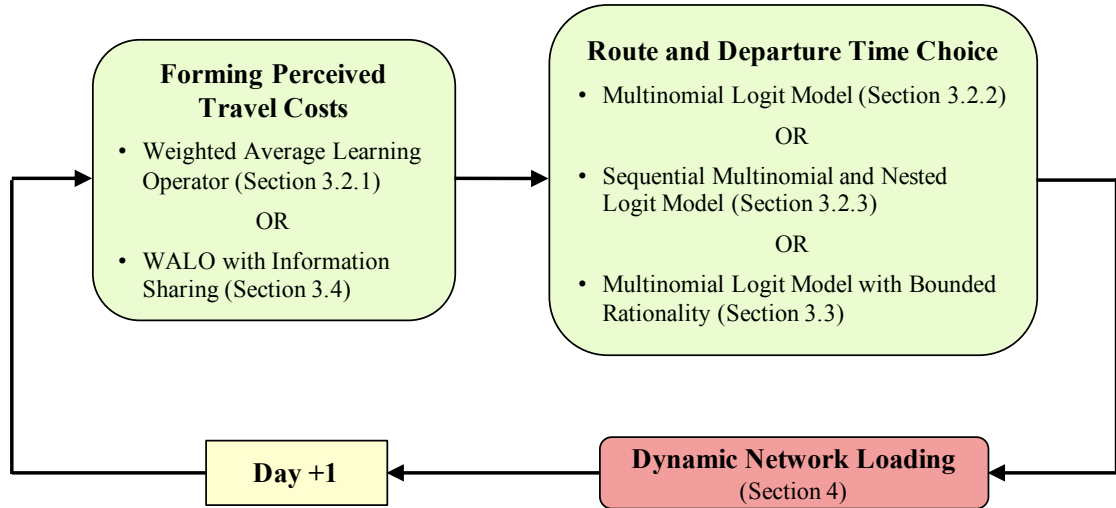 Forming Perceived
Travel Costs
• Weighted Average Learning
Operator (Section 3.2.1)
OR
• WALO with Information
Sharing (Section 3.4)
Route and Departure Time Choice
• Multinomial Logit Model (Section 3.2.2)
OR
• Sequential Multinomial and Nested
Logit Model (Section 3.2.3)
OR
• Multinomial Logit Model with Bounded
Rationality (Section 3.3)
Dynamic Network Loading
(Section 4)
Day +1